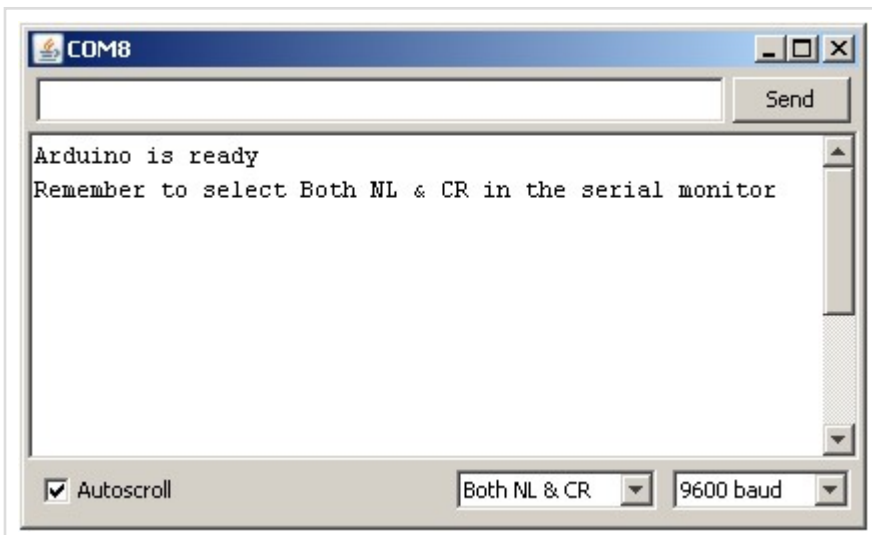 COM8
Send
Arduino is ready
Remember to select Both NL & CR in the serial monitor
Autoscroll
Both NL & CR
9600 baud